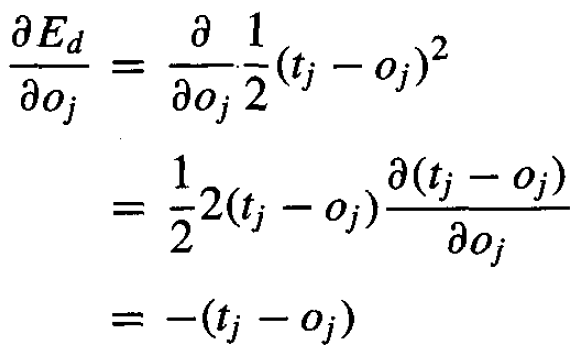 ∂E_d/∂o_j = ∂/∂o_j 1/2 (t_j − o_j)^2
= 1/2 2(t_j − o_j) ∂(t_j − o_j)/∂o_j
= −(t_j − o_j)